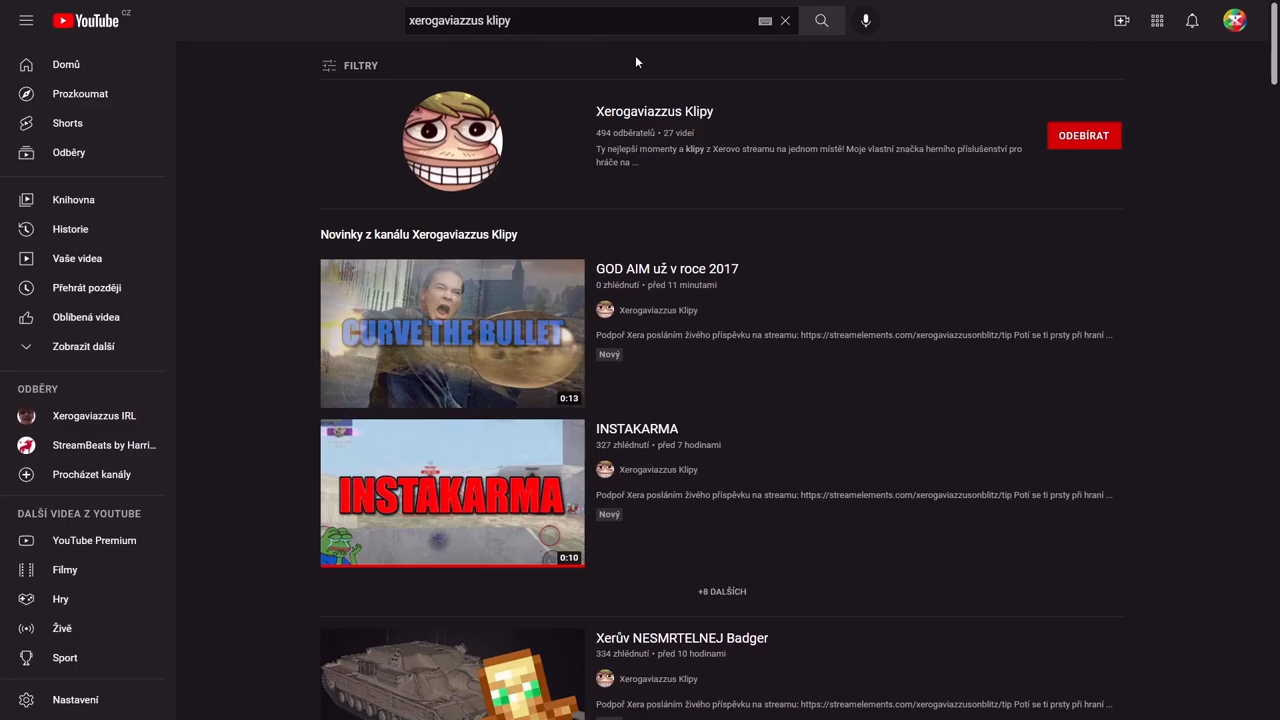 YouTube CZ
xerogaviazzus klipy
Domů
Prozkoumat
Shorts
Odběry
Knihovna
Historie
Vaše videa
Přehrát později
Oblíbená videa
Zobrazit další
ODBĚRY
Xerogaviazzus IRL
StreamBeats by Harri...
Procházet kanály
DALŠÍ VIDEA Z YOUTUBE
YouTube Premium
Filmy
Hry
Živě
Sport
Nastavení
FILTRY
Xerogaviazzus Klipy
494 odběratelů • 27 videí
Ty nejlepší momenty a klipy z Xerovo streamu na jednom místě! Moje vlastní značka herního příslušenství pro
hráče na ...
ODEBÍRAT
Novinky z kanálu Xerogaviazzus Klipy
CURVE THE BULLET
0:13
GOD AIM už v roce 2017
0 zhlédnutí • před 11 minutami
Xerogaviazzus Klipy
Podpoř Xera posláním živého příspěvku na streamu: https://streamelements.com/xerogaviazzusonblitz/tip Potí se ti prsty při hraní ...
Nový
INSTAKARMA
0:10
INSTAKARMA
327 zhlédnutí • před 7 hodinami
Xerogaviazzus Klipy
Podpoř Xera posláním živého příspěvku na streamu: https://streamelements.com/xerogaviazzusonblitz/tip Potí se ti prsty při hraní ...
Nový
+8 DALŠÍCH
Xerův NESMRTELNEJ Badger
334 zhlédnutí • před 10 hodinami
Xerogaviazzus Klipy
Podpoř Xera posláním živého příspěvku na streamu: https://streamelements.com/xerogaviazzusonblitz/tip Potí se ti prsty při hraní ...